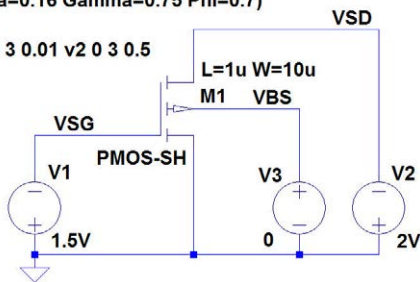 a=0.16 Gamma=0.75 Phi=0.7)
3 0.01 v2 0 3 0.5
VSD
L=1u W=10u
M1
VBS
VSG
PMOS-SH
V1
V3
V2
1.5V
0
2V